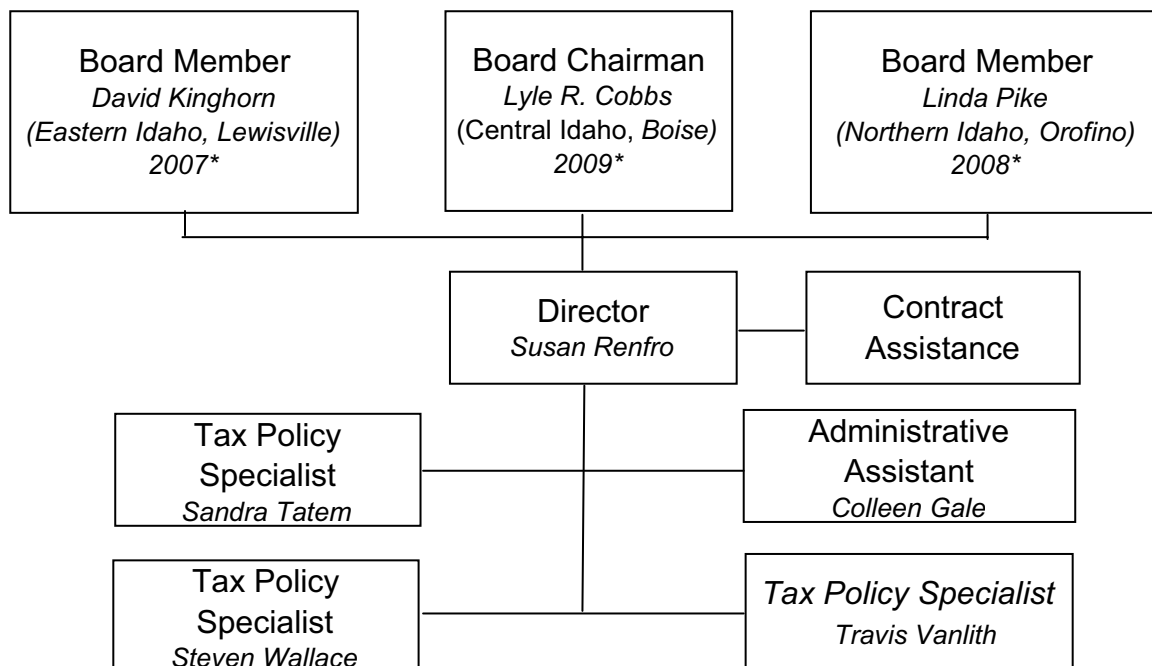 Board Member
David Kinghorn
(Eastern Idaho, Lewisville)
2007*
Board Chairman
Lyle R. Cobbs
(Central Idaho, Boise)
2009*
Board Member
Linda Pike
(Northern Idaho, Orofino)
2008*
Director
Susan Renfro
Contract
Assistance
Tax Policy
Specialist
Sandra Tatem
Administrative
Assistant
Colleen Gale
Tax Policy
Specialist
Steven Wallace
Tax Policy Specialist
Travis Vanlith